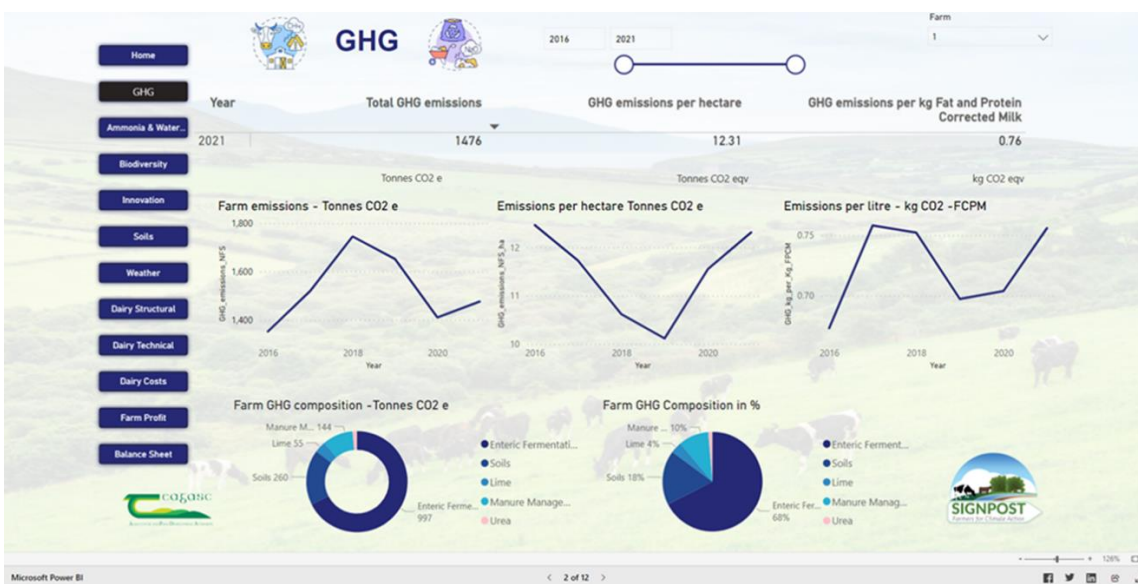 Farm
1
GHG
2016
2021
Home
GHG
Ammonia & Water...
Biodiversity
Innovation
Soils
Weather
Dairy Structural
Dairy Technical
Dairy Costs
Farm Profit
Balance Sheet
Year
Total GHG emissions
GHG emissions per hectare
GHG emissions per kg Fat and Protein
Corrected Milk
2021
1476
12.31
0.76
Tonnes CO2 e
Tonnes CO2 eqv
kg CO2 eqv
Farm emissions - Tonnes CO2 e
1,800
1,600
1,400
GHG_emissions_NFS
2016
2018
2020
Year
Emissions per hectare Tonnes CO2 e
12
11
10
GHG_emissions_NFS_ha
2016
2018
2020
Year
Emissions per litre - kg CO2 -FCPM
0.75
0.70
GHG_kg_per_Kg_FPCM
2016
2018
2020
Year
Farm GHG composition -Tonnes CO2 e
Manure M... 144
Lime 55
Soils 260
Enteric Ferme...
997
Enteric Fermentati...
Soils
Lime
Manure Manage...
Urea
Farm GHG Composition in %
Manure ... 10%
Lime 4%
Soils 18%
Enteric Fer...
68%
Enteric Ferment...
Soils
Lime
Manure Manag...
Urea
teagasc
SIGNPOST
Farmers for Climate Action
126%
Microsoft Power BI
2 of 12